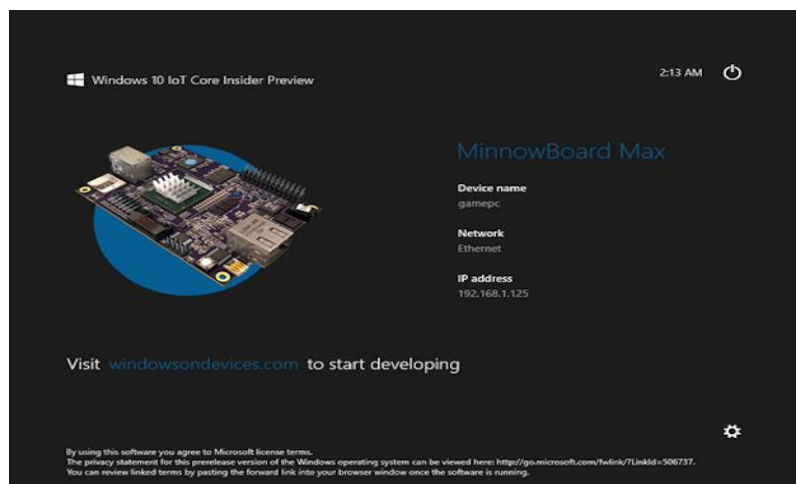 Windows 10 IoT Core Insider Preview
2:13 AM
MinnowBoard Max
Device name
gamepc
Network
Ethernet
IP address
192.168.1.125
Visit windowsondevices.com to start developing
By using this software you agree to Microsoft license terms.
The privacy statement for this prerelease version of the Windows operating system can be viewed here: http://go.microsoft.com/fwlink/?LinkId=506737.
You can review linked terms by pasting the forward link into your browser window once the software is running.